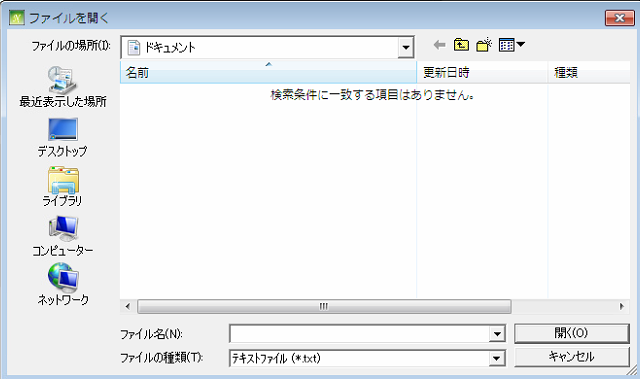 ファイルを開く
ファイルの場所(I):
ドキュメント
名前
更新日時
種類
検索条件に一致する項目はありません。
最近表示した場所
デスクトップ
ライブラリ
コンピューター
ネットワーク
ファイル名(N):
開く(O)
ファイルの種類(T):
テキストファイル (*.txt)
キャンセル